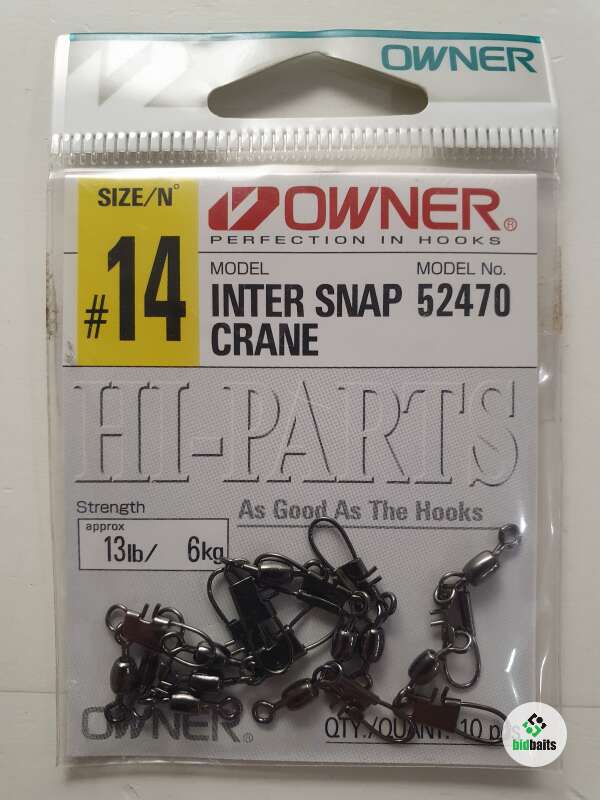 OWNER
SIZE/N°
#14
OWNER®
PERFECTION IN HOOKS
MODEL
MODEL No.
INTER SNAP
CRANE
52470
HI-PARTS
As Good As The Hooks
Strength
approx
13lb/ 6kg
OWNER®
QTY./QUANT. 10 pcs
bidbaits